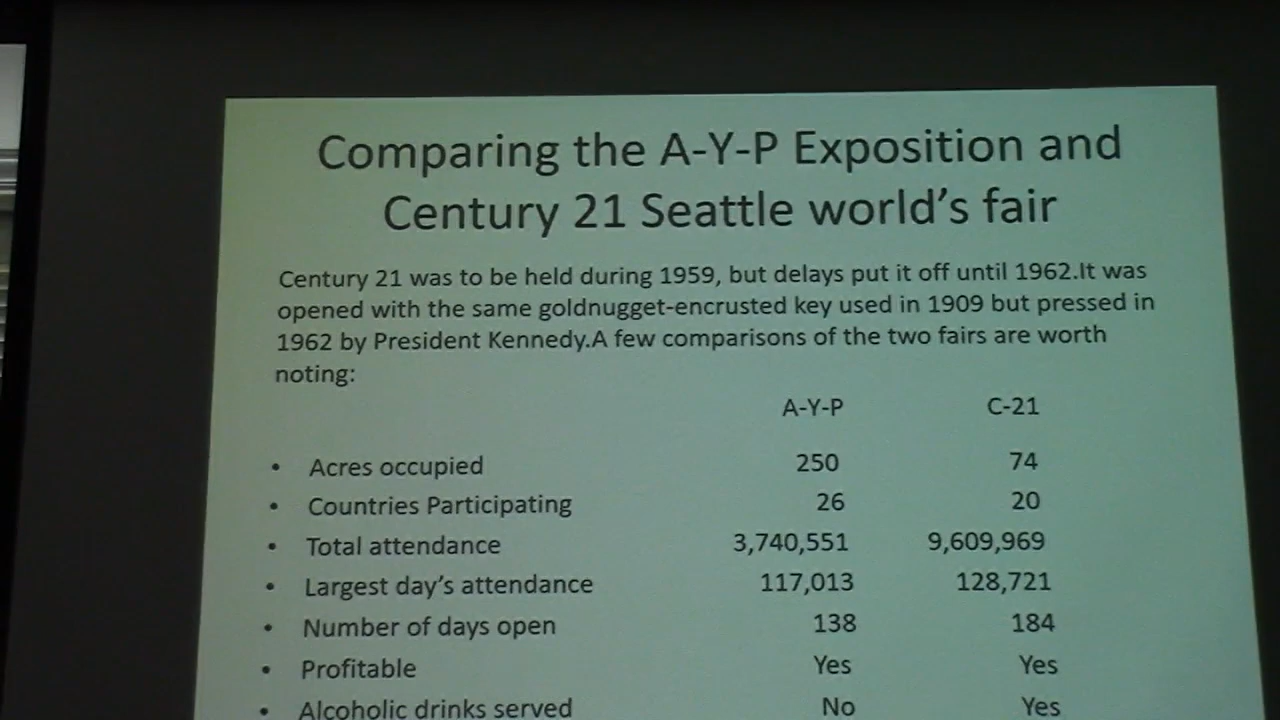 Comparing the A-Y-P Exposition and
Century 21 Seattle world's fair
Century 21 was to be held during 1959, but delays put it off until 1962.It was
opened with the same goldnugget-encrusted key used in 1909 but pressed in
1962 by President Kennedy.A few comparisons of the two fairs are worth
noting:
A-Y-P C-21
• Acres occupied 250 74
• Countries Participating 26 20
• Total attendance 3,740,551 9,609,969
• Largest day's attendance 117,013 128,721
• Number of days open 138 184
• Profitable Yes Yes
• Alcoholic drinks served No Yes